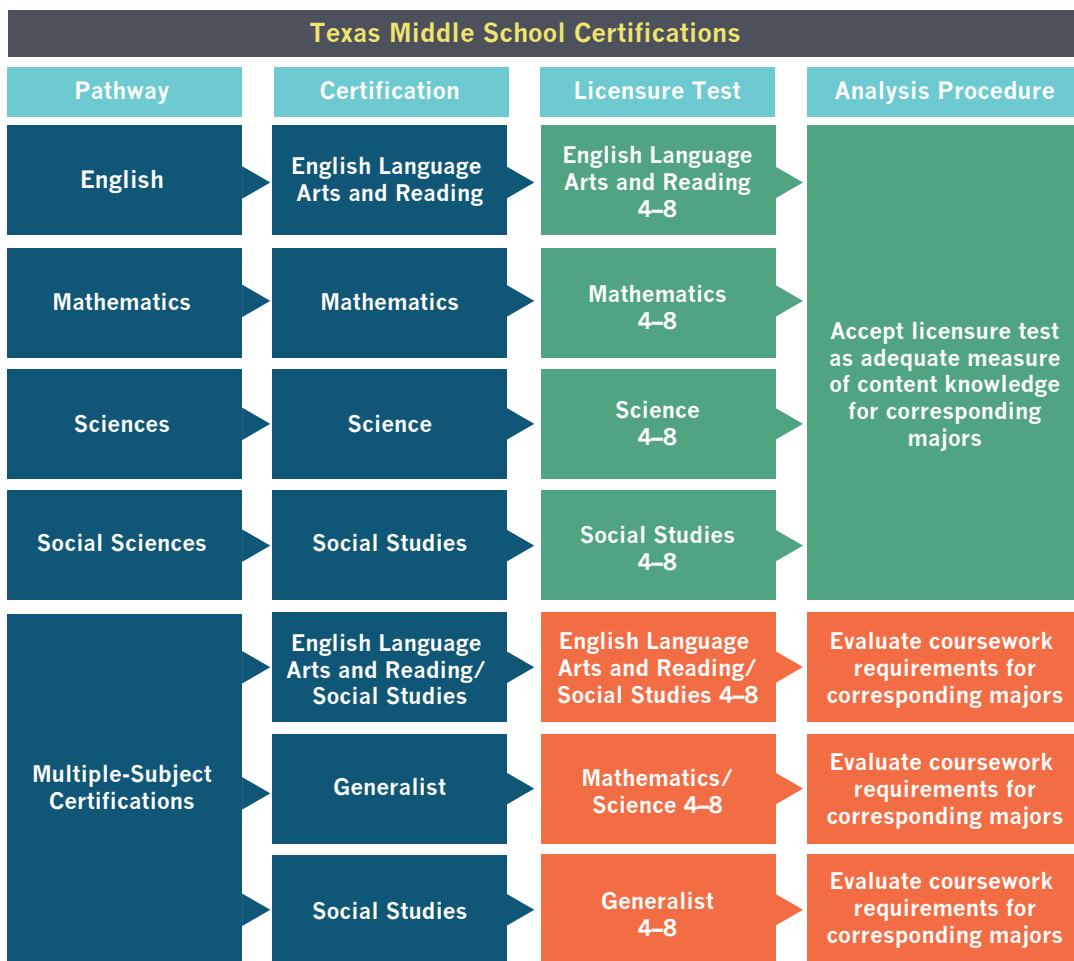 Texas Middle School Certifications
Pathway
Certification
Licensure Test
Analysis Procedure
English
English Language
Arts and Reading
English Language
Arts and Reading
4–8
Accept licensure test
as adequate measure
of content knowledge
for corresponding
majors
Mathematics
Mathematics
Mathematics
4–8
Sciences
Science
Science
4–8
Social Sciences
Social Studies
Social Studies
4–8
Multiple-Subject
Certifications
English Language
Arts and Reading/
Social Studies
English Language
Arts and Reading/
Social Studies 4–8
Evaluate coursework
requirements for
corresponding majors
Generalist
Mathematics/
Science 4–8
Evaluate coursework
requirements for
corresponding majors
Social Studies
Generalist
4–8
Evaluate coursework
requirements for
corresponding majors